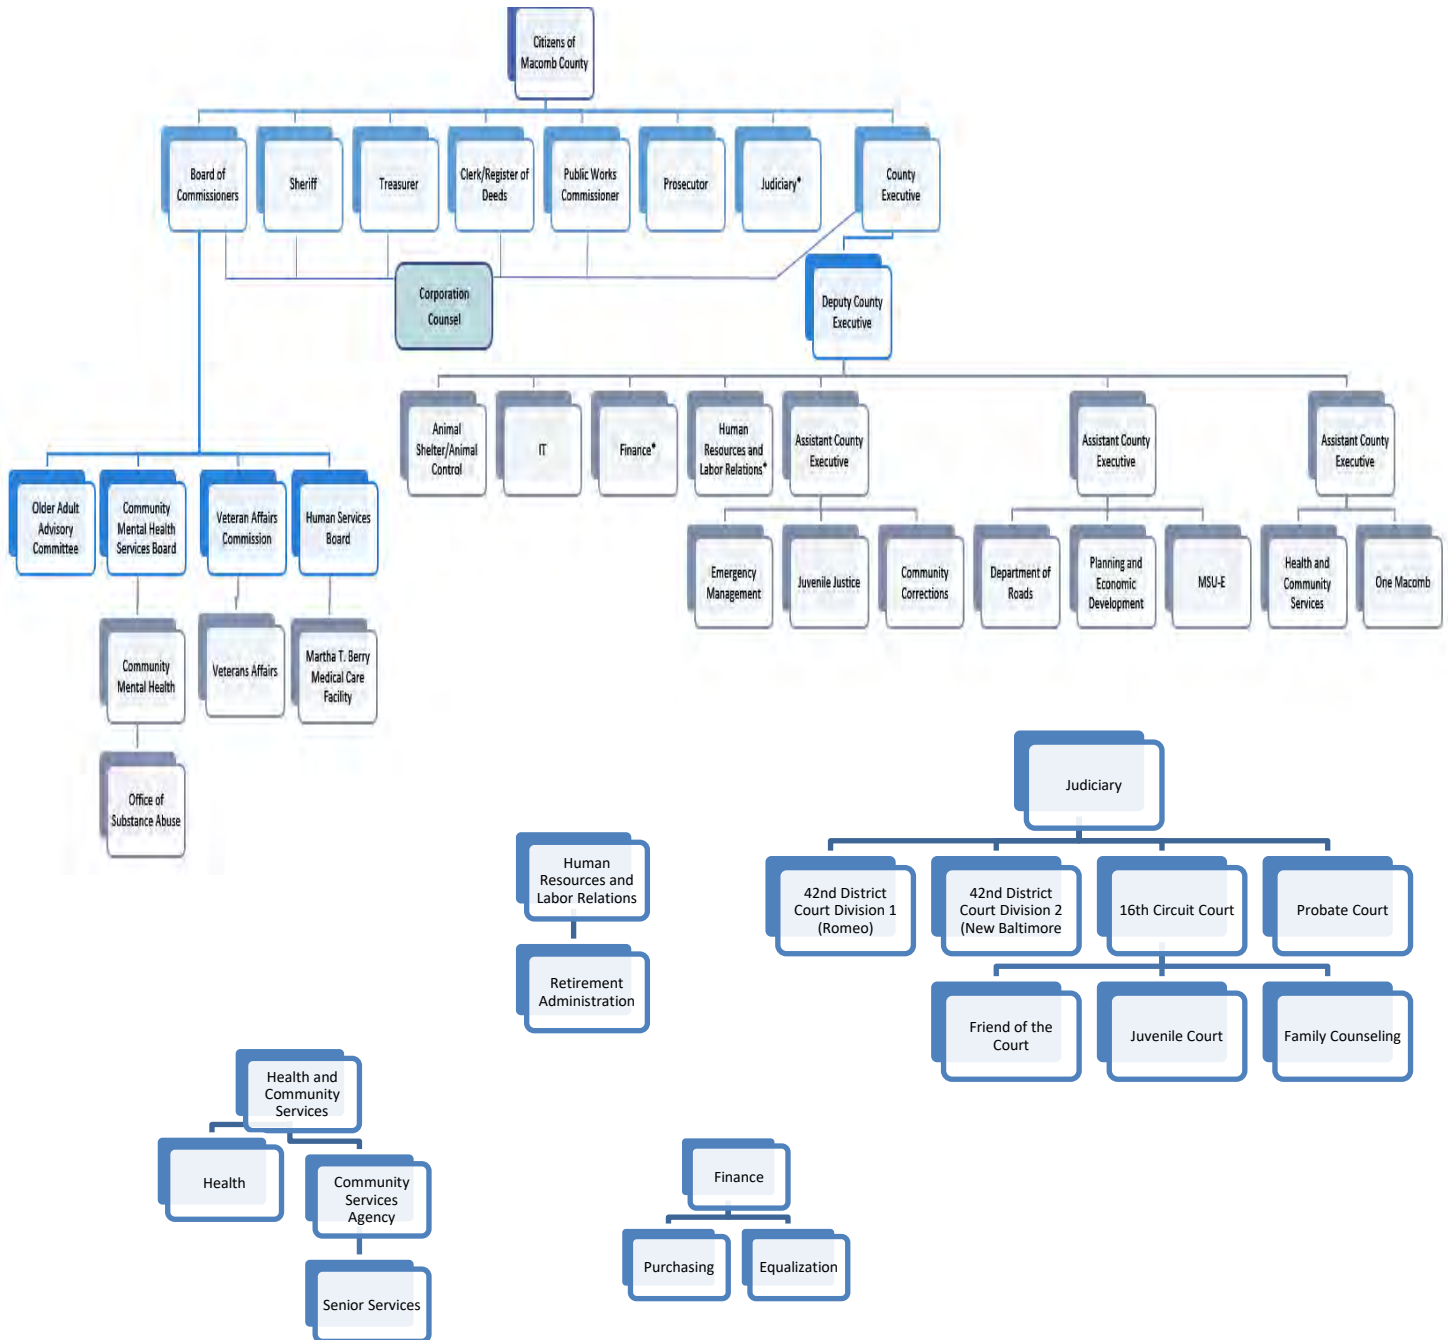 Citizens of
Macomb County
Board of
Commissioners
Sheriff
Treasurer
Clerk/Register of
Deeds
Public Works
Commissioner
Prosecutor
Judiciary*
County
Executive
Corporation
Counsel
Deputy County
Executive
Animal
Shelter/Animal
Control
IT
Finance*
Human
Resources and
Labor Relations*
Assistant County
Executive
Assistant County
Executive
Assistant County
Executive
Older Adult
Advisory
Committee
Community
Mental Health
Services Board
Veteran Affairs
Commission
Human Services
Board
Emergency
Management
Juvenile Justice
Community
Corrections
Department of
Roads
Planning and
Economic
Development
MSU-E
Health and
Community
Services
One Macomb
Community
Mental Health
Veterans Affairs
Martha T. Berry
Medical Care
Facility
Office of
Substance Abuse
Judiciary
42nd District
Court Division 1
(Romeo)
42nd District
Court Division 2
(New Baltimore
16th Circuit Court
Probate Court
Friend of the
Court
Juvenile Court
Family Counseling
Human
Resources and
Labor Relations
Retirement
Administration
Health and
Community
Services
Health
Community
Services
Agency
Senior Services
Finance
Purchasing
Equalization